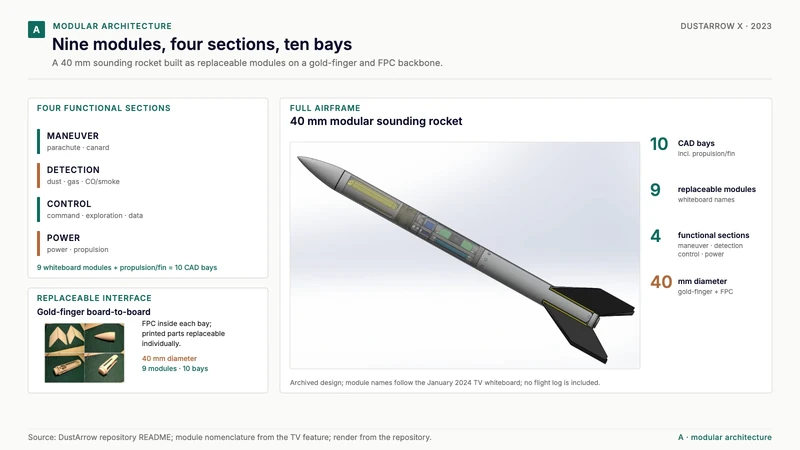 A MODULAR ARCHITECTURE
DUSTARROW X · 2023
Nine modules, four sections, ten bays
A 40 mm sounding rocket built as replaceable modules on a gold-finger and FPC backbone.
FOUR FUNCTIONAL SECTIONS
MANEUVER
parachute · canard
DETECTION
dust · gas · CO/smoke
CONTROL
command · exploration · data
POWER
power · propulsion
9 whiteboard modules + propulsion/fin = 10 CAD bays
REPLACEABLE INTERFACE
Gold-finger board-to-board
FPC inside each bay;
printed parts replaceable
individually.
40 mm diameter
9 modules · 10 bays
FULL AIRFRAME
40 mm modular sounding rocket
10 CAD bays
incl. propulsion/fin
9 replaceable modules
whiteboard names
4 functional sections
maneuver · detection
control · power
40 mm diameter
gold-finger + FPC
Archived design; module names follow the January 2024 TV whiteboard; no flight log is included.
Source: DustArrow repository README; module nomenclature from the TV feature; render from the repository.
A · modular architecture